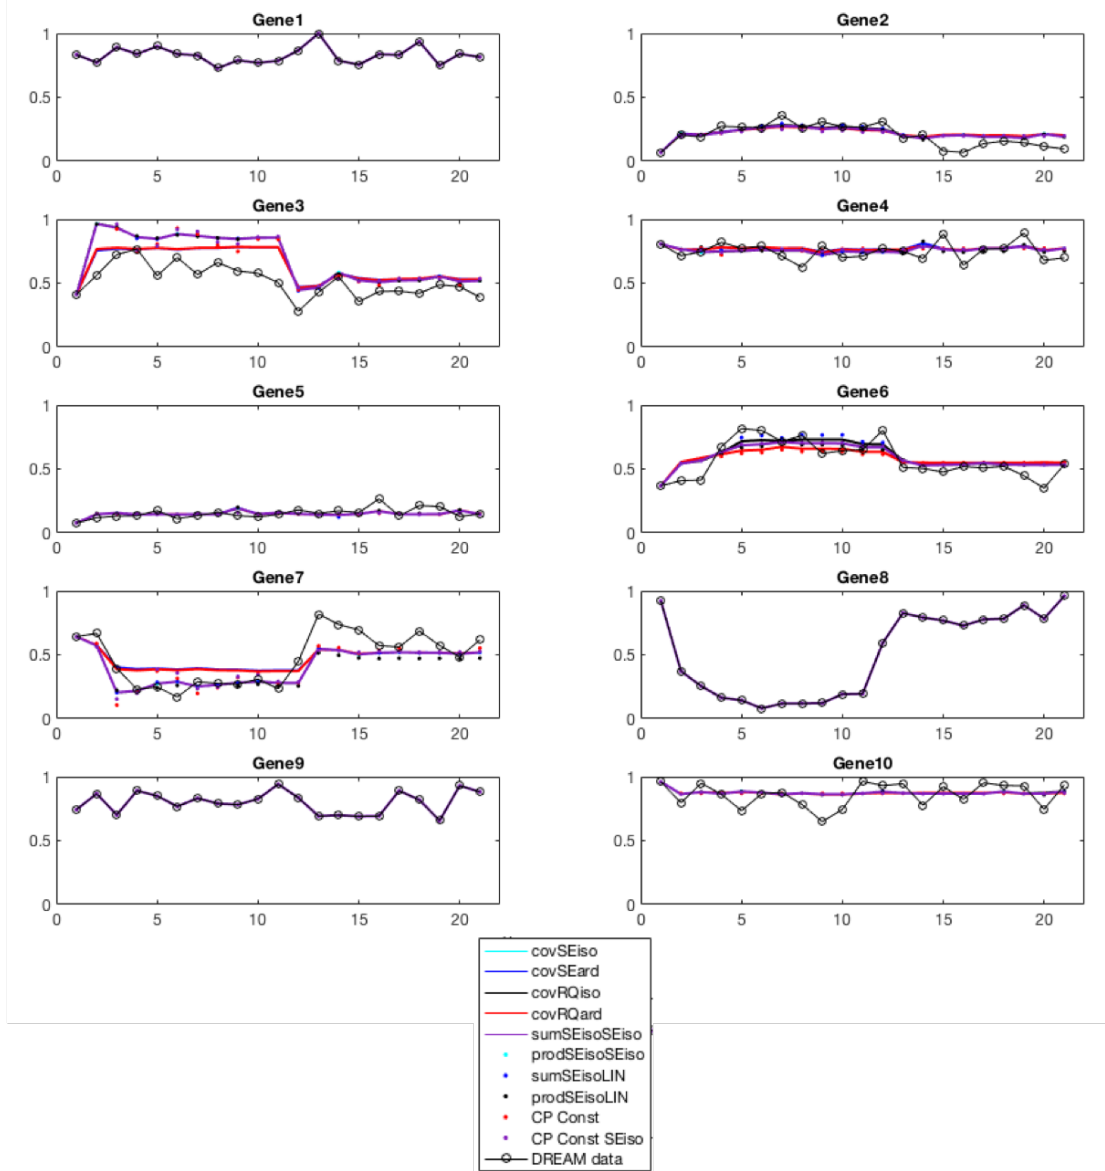 Gene1
Gene2
1
0.5
0
0 5 10 15 20
1
0.5
0
0 5 10 15 20
Gene3
Gene4
1
0.5
0
0 5 10 15 20
1
0.5
0
0 5 10 15 20
Gene5
Gene6
1
0.5
0
0 5 10 15 20
1
0.5
0
0 5 10 15 20
Gene7
Gene8
1
0.5
0
0 5 10 15 20
1
0.5
0
0 5 10 15 20
Gene9
Gene10
1
0.5
0
0 5 10 15 20
1
0.5
0
0 5 10 15 20
covSEiso
covSEard
covRQiso
covRQard
sumSEisoSEiso
prodSEisoSEiso
sumSEisoLIN
prodSEisoLIN
CP Const
CP Const SEiso
DREAM data